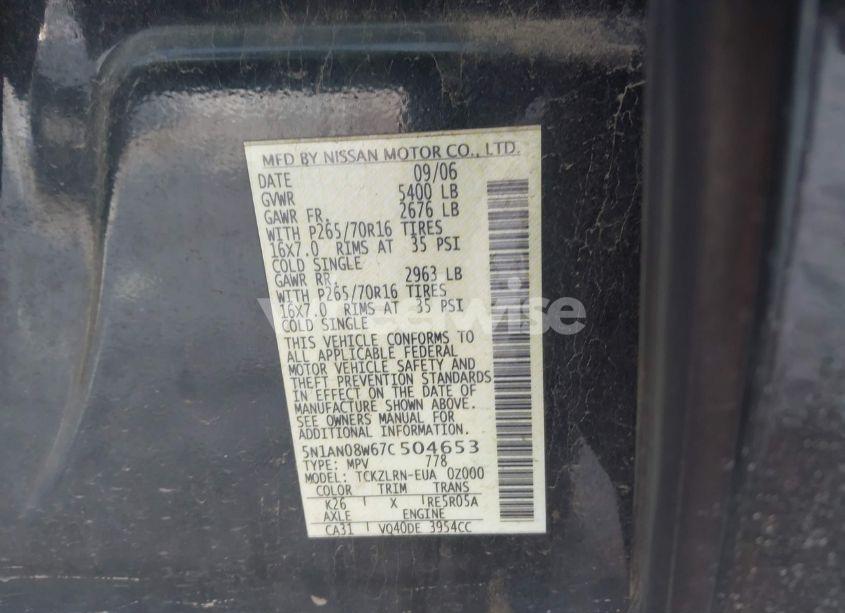 MFD BY NISSAN MOTOR CO., LTD.
DATE 09/06
GVWR 5400 LB
GAWR FR. 2676 LB
WITH P265/70R16 TIRES
16X7.0 RIMS AT 35 PSI
COLD SINGLE
GAWR RR. 2963 LB
WITH P265/70R16 TIRES
16X7.0 RIMS AT 35 PSI
COLD SINGLE
THIS VEHICLE CONFORMS TO
ALL APPLICABLE FEDERAL
MOTOR VEHICLE SAFETY AND
THEFT PREVENTION STANDARDS
IN EFFECT ON THE DATE OF
MANUFACTURE SHOWN ABOVE.
SEE OWNERS MANUAL FOR
ADDITIONAL INFORMATION.
5N1AN08W67C504653
TYPE: MPV 778
MODEL: TCKZLRN-EUA 0Z000
COLOR TRIM TRANS
K26 X RE5R05A
AXLE ENGINE
CA31 VQ40DE 3954CC